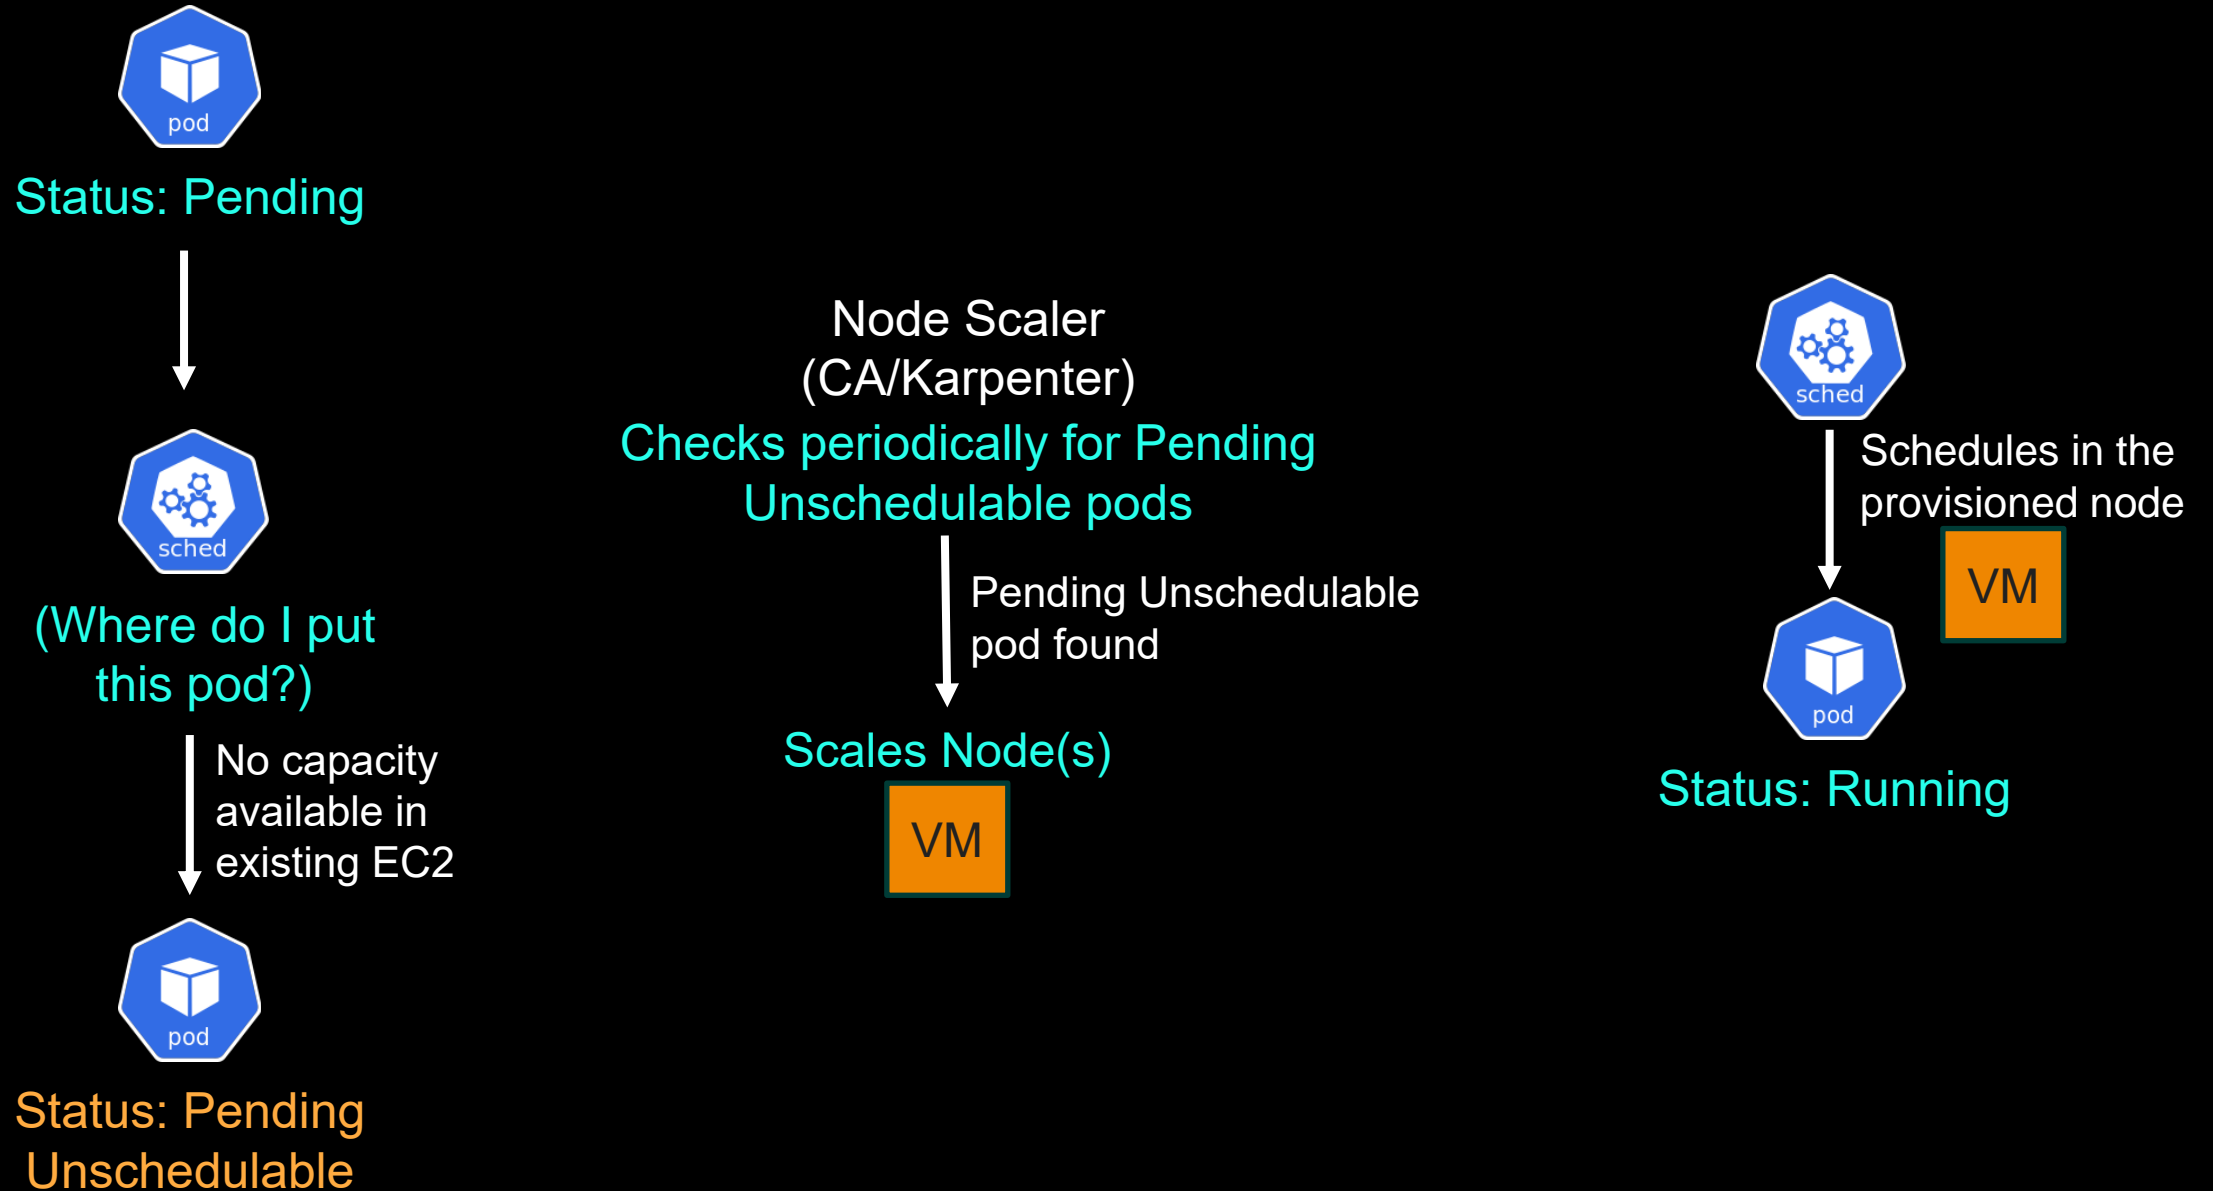 pod
Status: Pending
sched
(Where do I put
this pod?)
No capacity
available in
existing EC2
pod
Status: Pending
Unschedulable
Node Scaler
(CA/Karpenter)
Checks periodically for Pending
Unschedulable pods
Pending Unschedulable
pod found
Scales Node(s)
VM
sched
Schedules in the
provisioned node
VM
pod
Status: Running